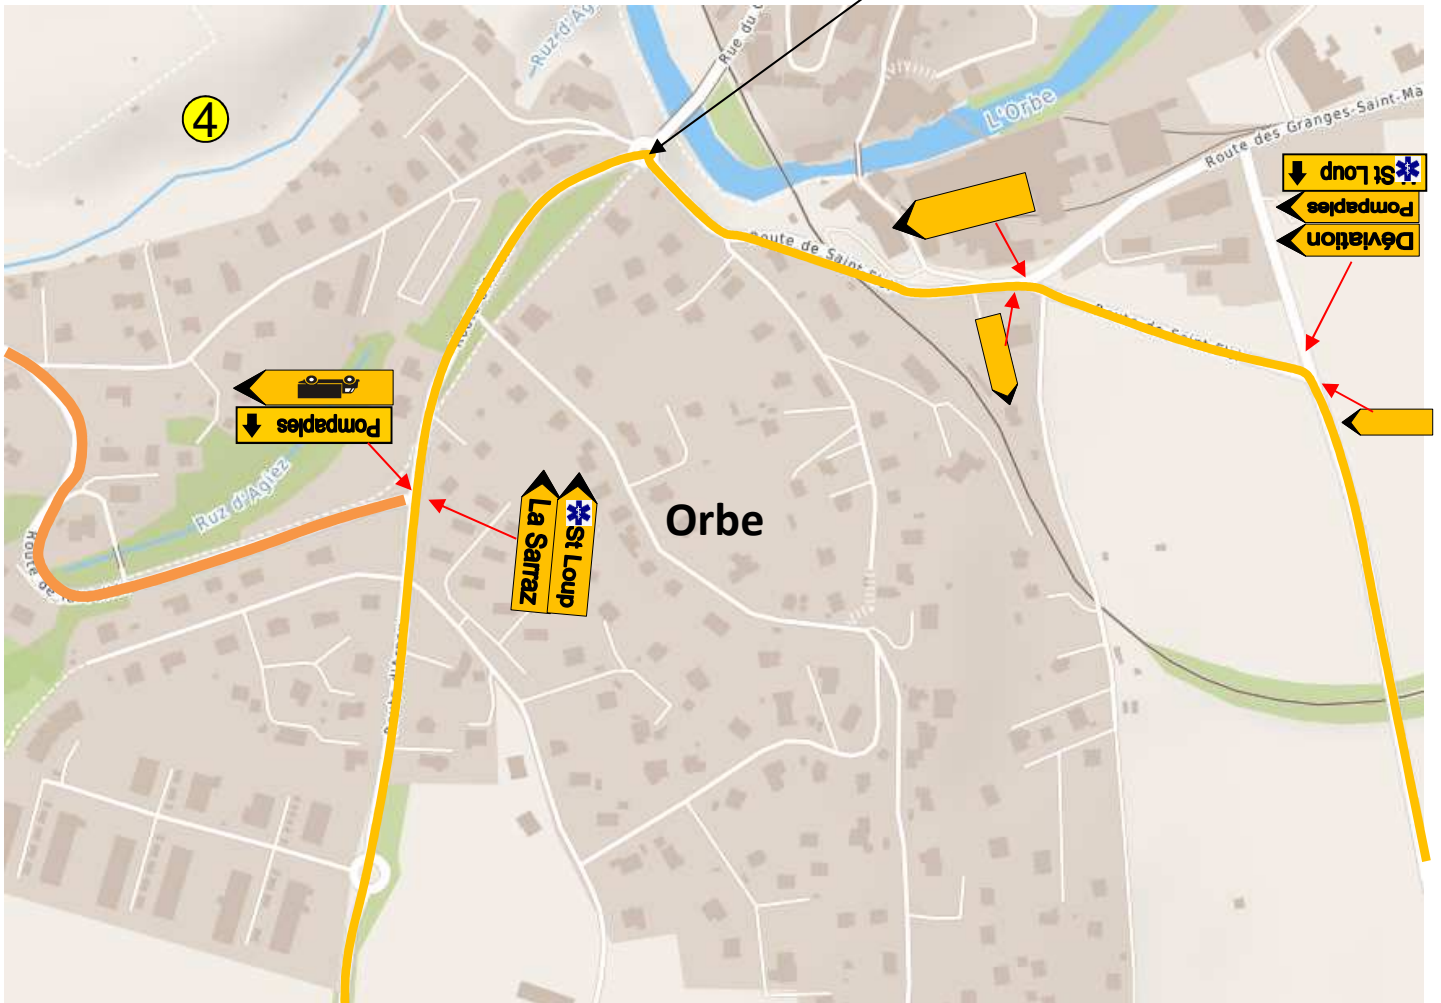 4
Ruz d'Ag
Rue du C
L'Orbe
Route des Granges-Saint-Ma
St Loup
Pompaples
Déviation
Route de Saint-E
Route de Saint-E
Pompaples
Ruz d'Agiez
La Sarraz
St Loup
Orbe
Route de l